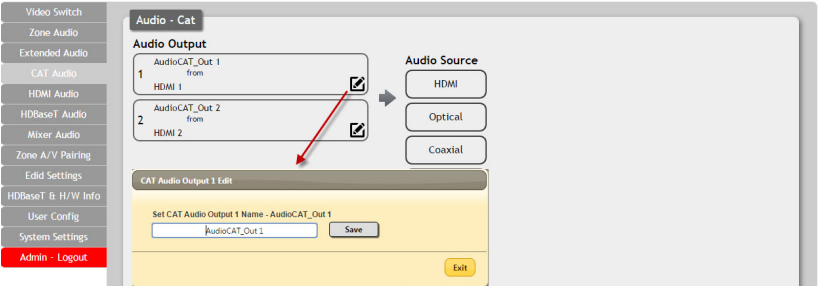 Video Switch
Zone Audio
Extended Audio
CAT Audio
HDMI Audio
HDBaseT Audio
Mixer Audio
Zone A/V Pairing
Edid Settings
HDBaseT & H/W Info
User Config
System Settings
Admin - Logout
Audio - Cat
Audio Output
1
AudioCAT_Out 1
from
HDMI 1
2
AudioCAT_Out 2
from
HDMI 2
Audio Source
HDMI
Optical
Coaxial
CAT Audio Output 1 Edit
Set CAT Audio Output 1 Name - AudioCAT_Out 1
AudioCAT_Out 1
Save
Exit